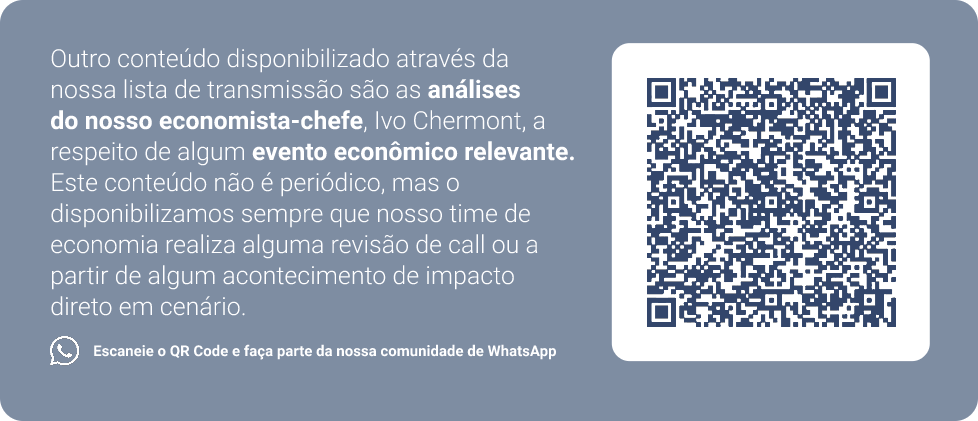 Outro conteúdo disponibilizado através da
nossa lista de transmissão são as análises
do nosso economista-chefe, Ivo Chermont, a
respeito de algum evento econômico relevante.
Este conteúdo não é periódico, mas o
disponibilizamos sempre que nosso time de
economia realiza alguma revisão de call ou a
partir de algum acontecimento de impacto
direto em cenário.
Escaneie o QR Code e faça parte da nossa comunidade de WhatsApp